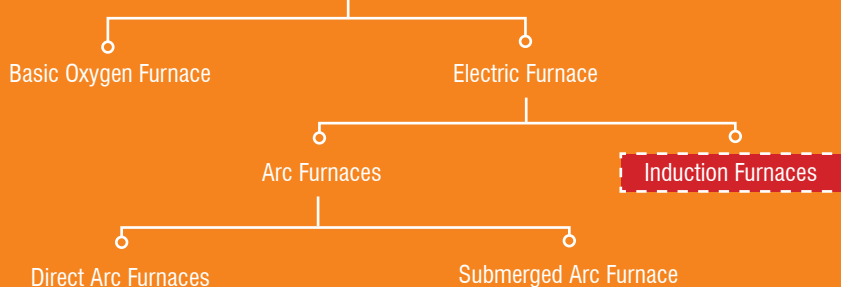 Basic Oxygen Furnace
Electric Furnace
Arc Furnaces
Induction Furnaces
Direct Arc Furnaces
Submerged Arc Furnace